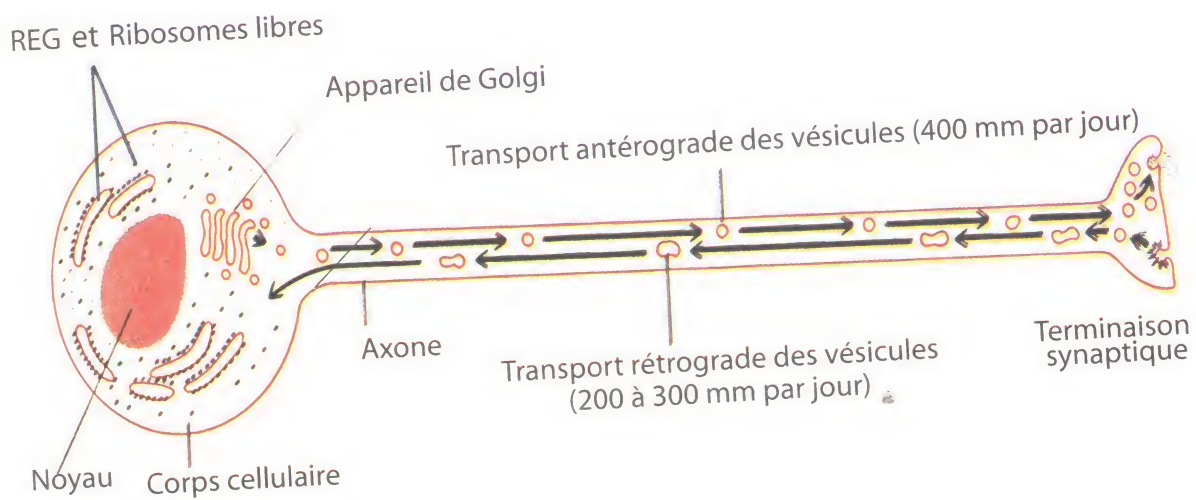 REG et Ribosomes libres
Appareil de Golgi
Transport antérograde des vésicules (400 mm par jour)
Axone
Transport rétrograde des vésicules
(200 à 300 mm par jour)
Terminaison
synaptique
Noyau
Corps cellulaire